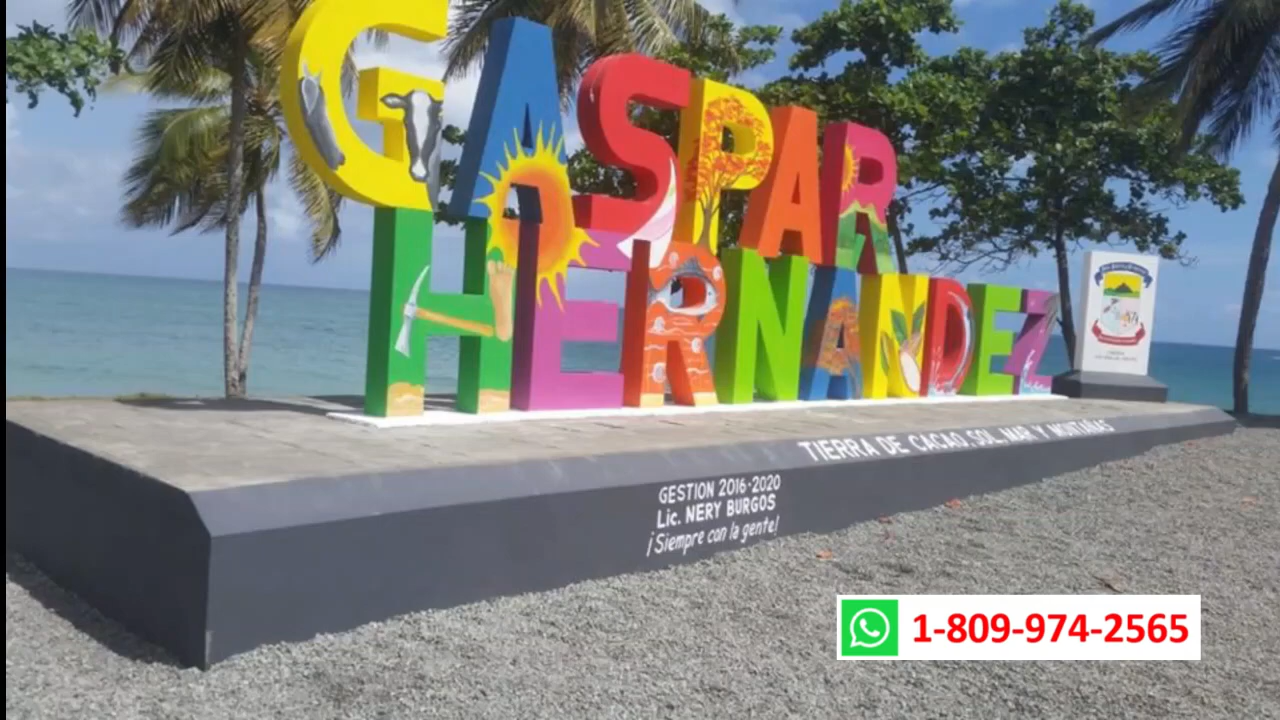 GASPAR
HERNANDEZ
TIERRA DE CACAO, SOL, MAR Y MONTAÑAS
GESTION 2016-2020
Lic. NERY BURGOS
¡Siempre con la gente!
1-809-974-2565